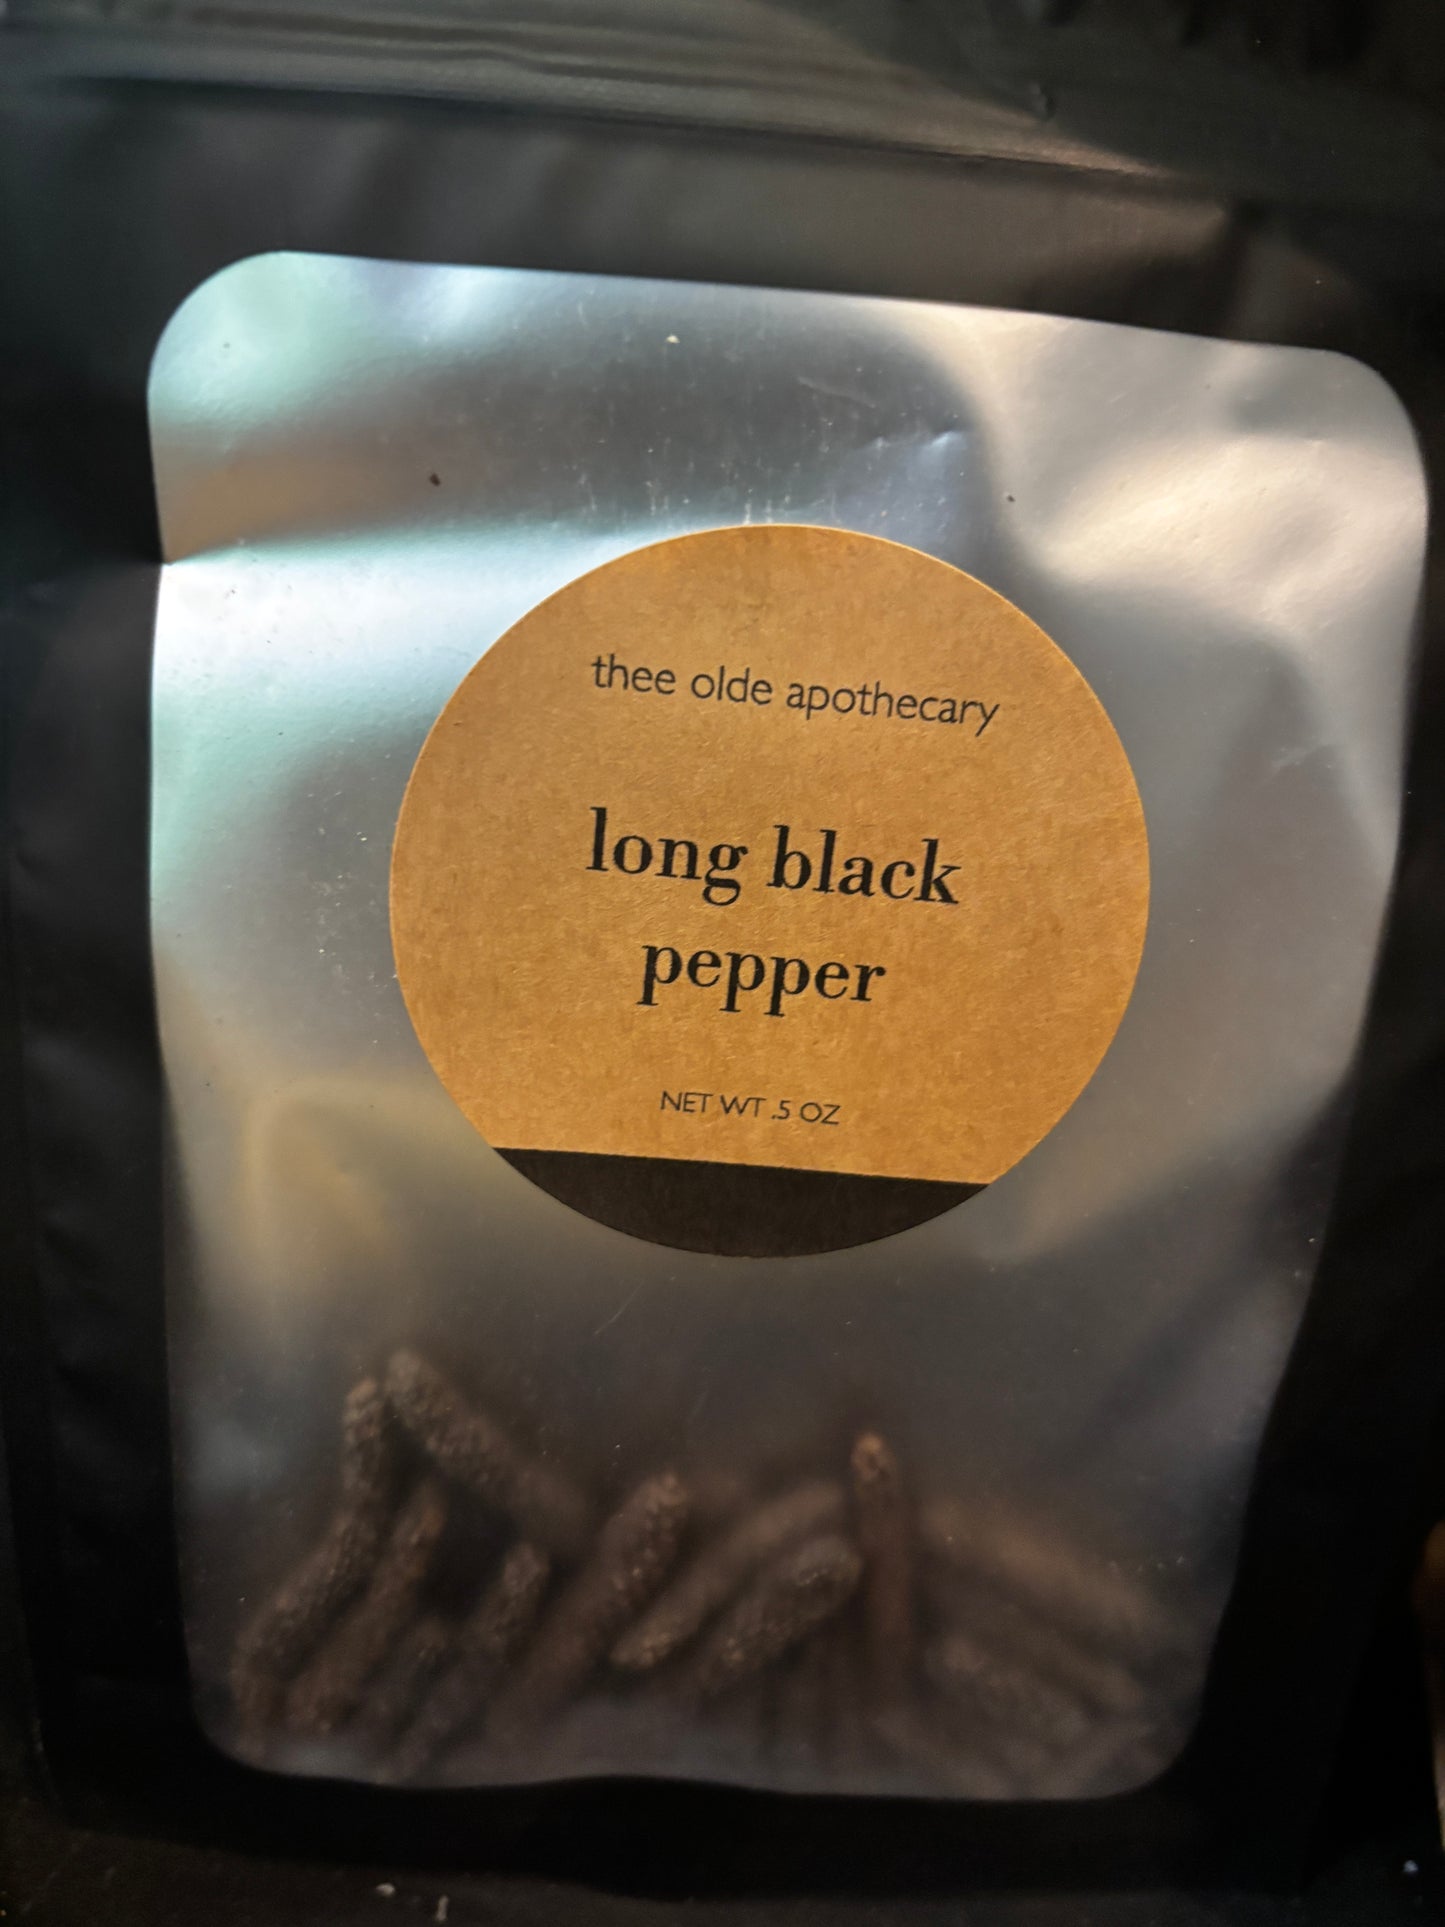 thee olde apothecary
long black
pepper
NET WT .5 OZ